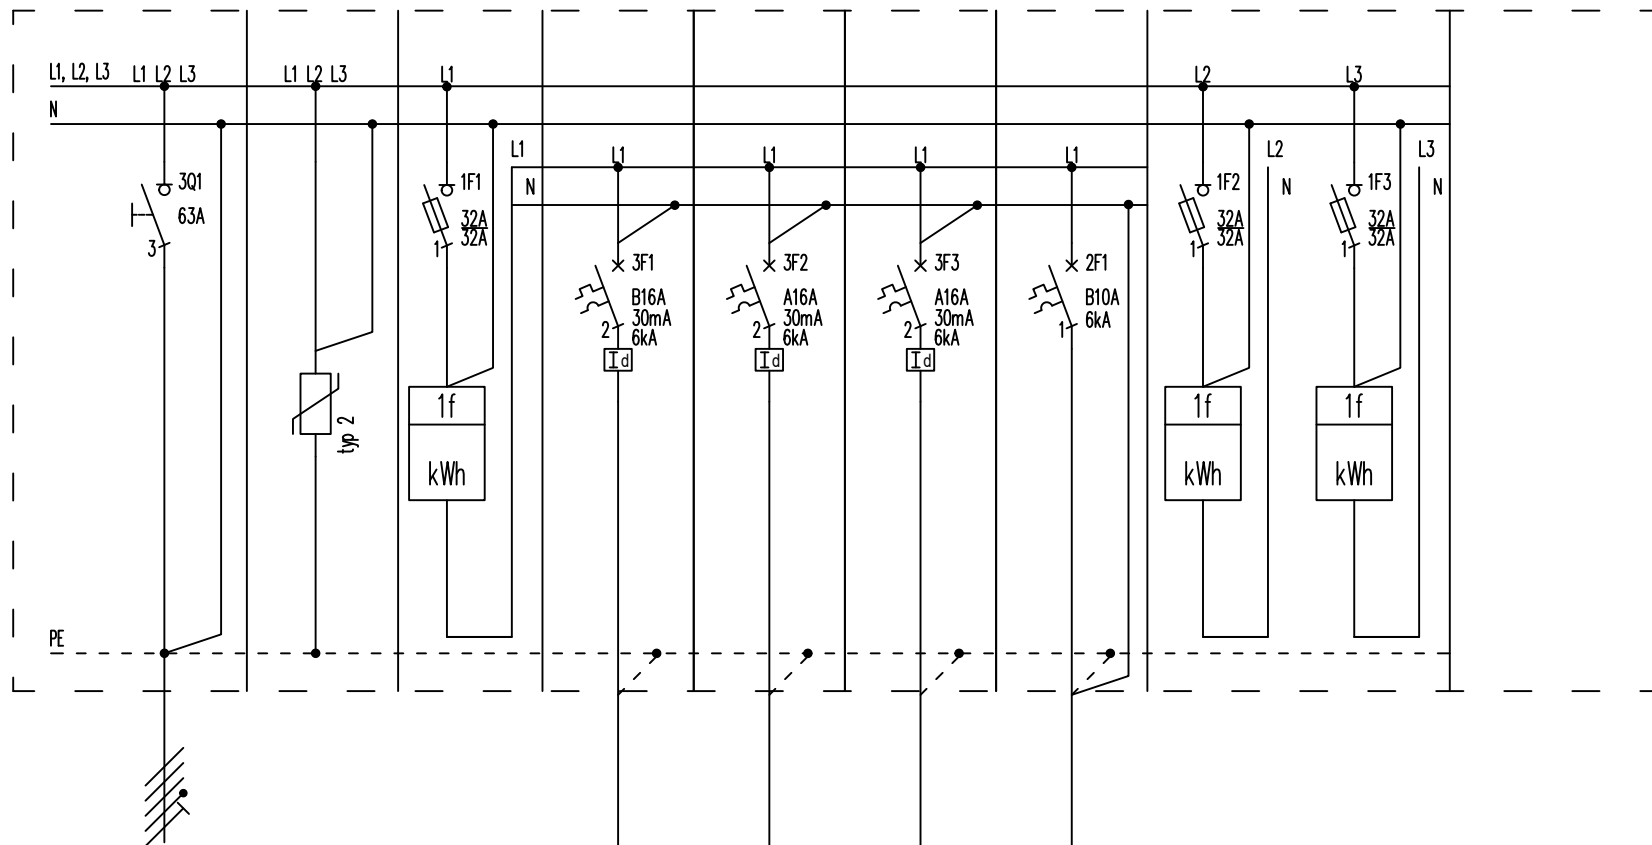 L1, L2, L3
L1 L2 L3
L1 L2 L3
L1
L2
L3
N
L1
N
L1
L1
L1
L1
L2
N
L3
N
3Q1
63A
3
1F1
32A
32A
1
3F1
B16A
30mA
6kA
2
Id
3F2
A16A
30mA
6kA
2
Id
3F3
A16A
30mA
6kA
2
Id
2F1
B10A
6kA
1
1F2
32A
32A
1
1F3
32A
32A
1
typ 2
1f
kWh
1f
kWh
1f
kWh
PE